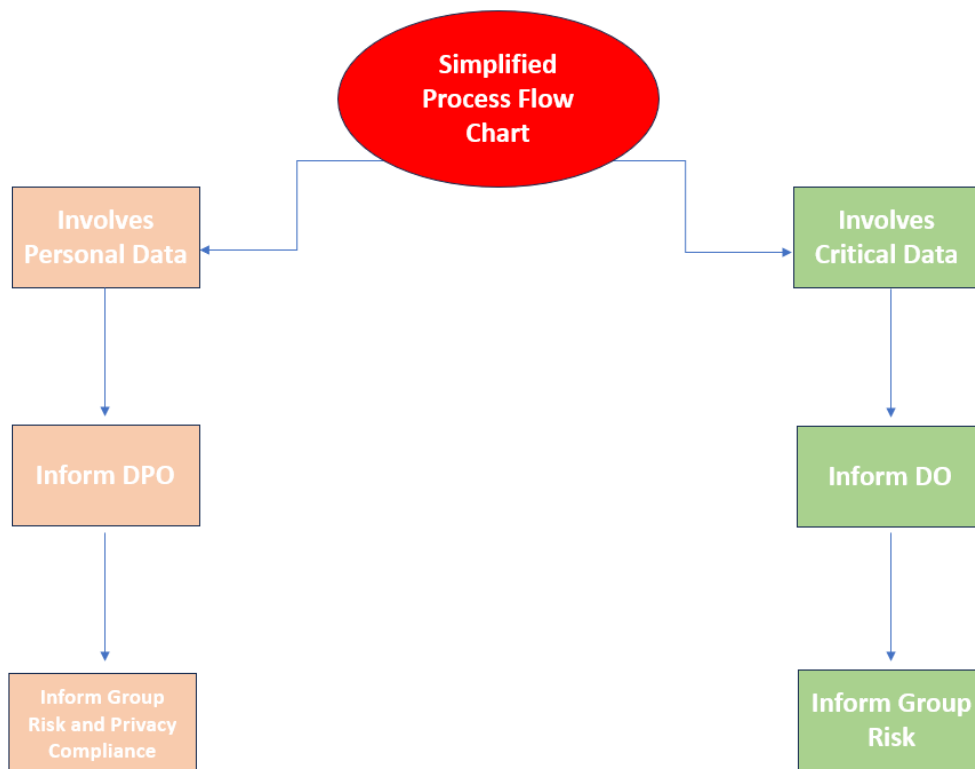 Simplified
Process Flow
Chart
Involves
Personal Data
Involves
Critical Data
Inform DPO
Inform DO
Inform Group
Risk and Privacy
Compliance
Inform Group
Risk